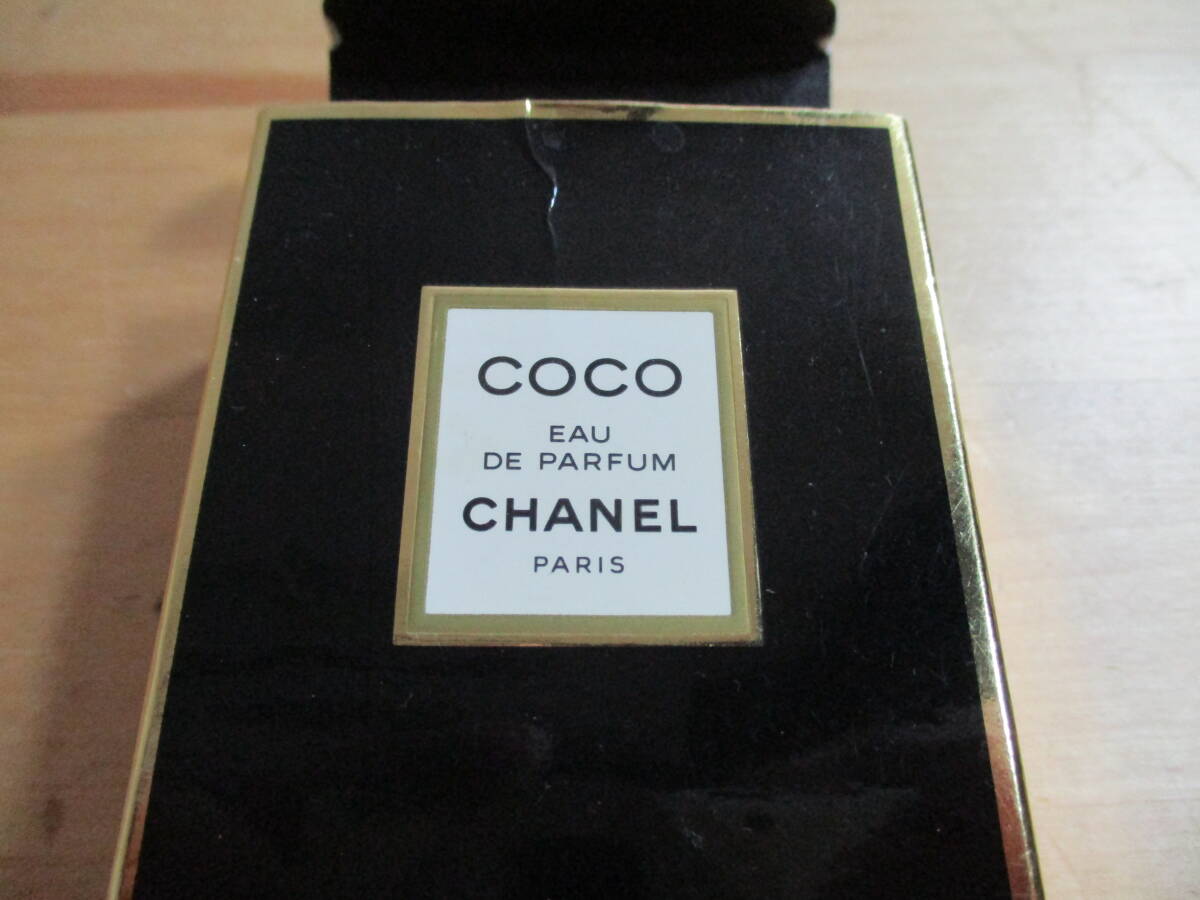 COCO
EAU
DE PARFUM
CHANEL
PARIS